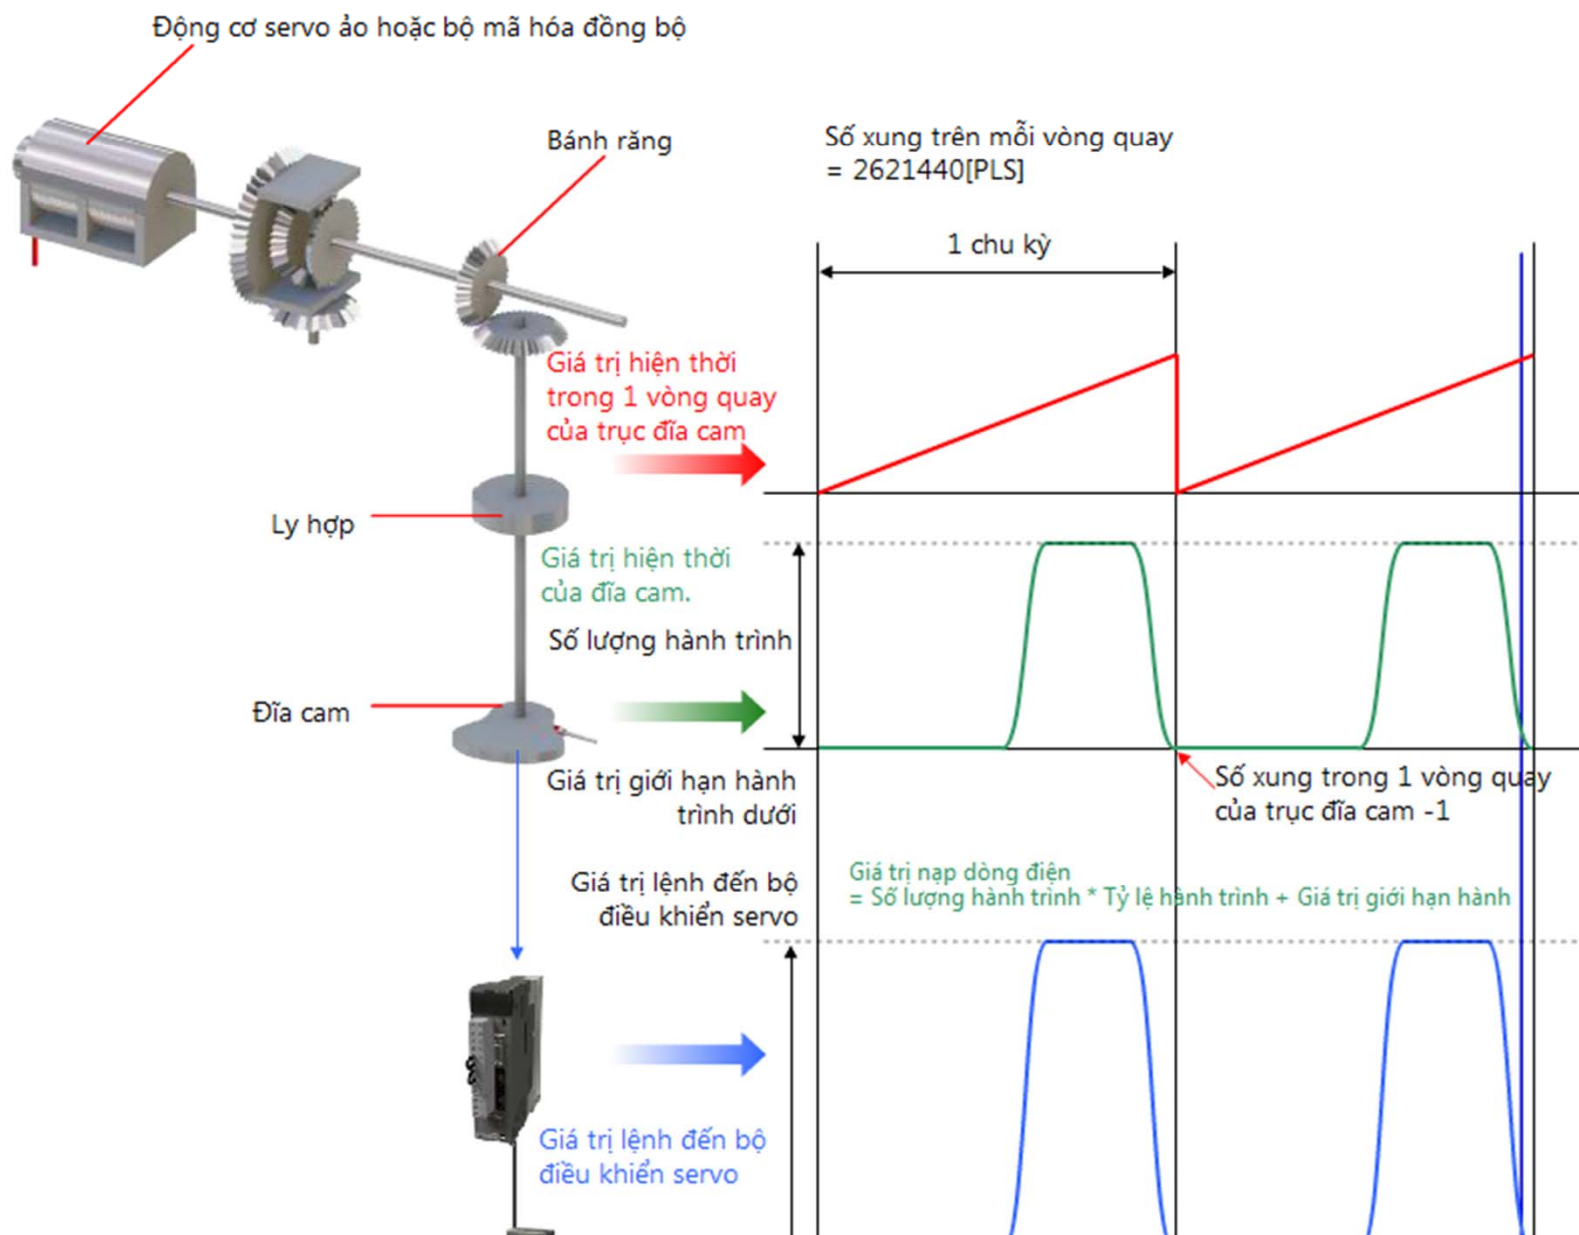 Động cơ servo ảo hoặc bộ mã hóa đồng bộ
Bánh răng
Số xung trên mỗi vòng quay
= 2621440[PLS]
1 chu kỳ
Giá trị hiện thời
trong 1 vòng quay
của trục đĩa cam
Ly hợp
Giá trị hiện thời
của đĩa cam.
Số lượng hành trình
Đĩa cam
Giá trị giới hạn hành
trình dưới
Số xung trong 1 vòng quay
của trục đĩa cam -1
Giá trị lệnh đến bộ
điều khiển servo
Giá trị nạp dòng điện
= Số lượng hành trình * Tỷ lệ hành trình + Giá trị giới hạn hành
Giá trị lệnh đến bộ
điều khiển servo